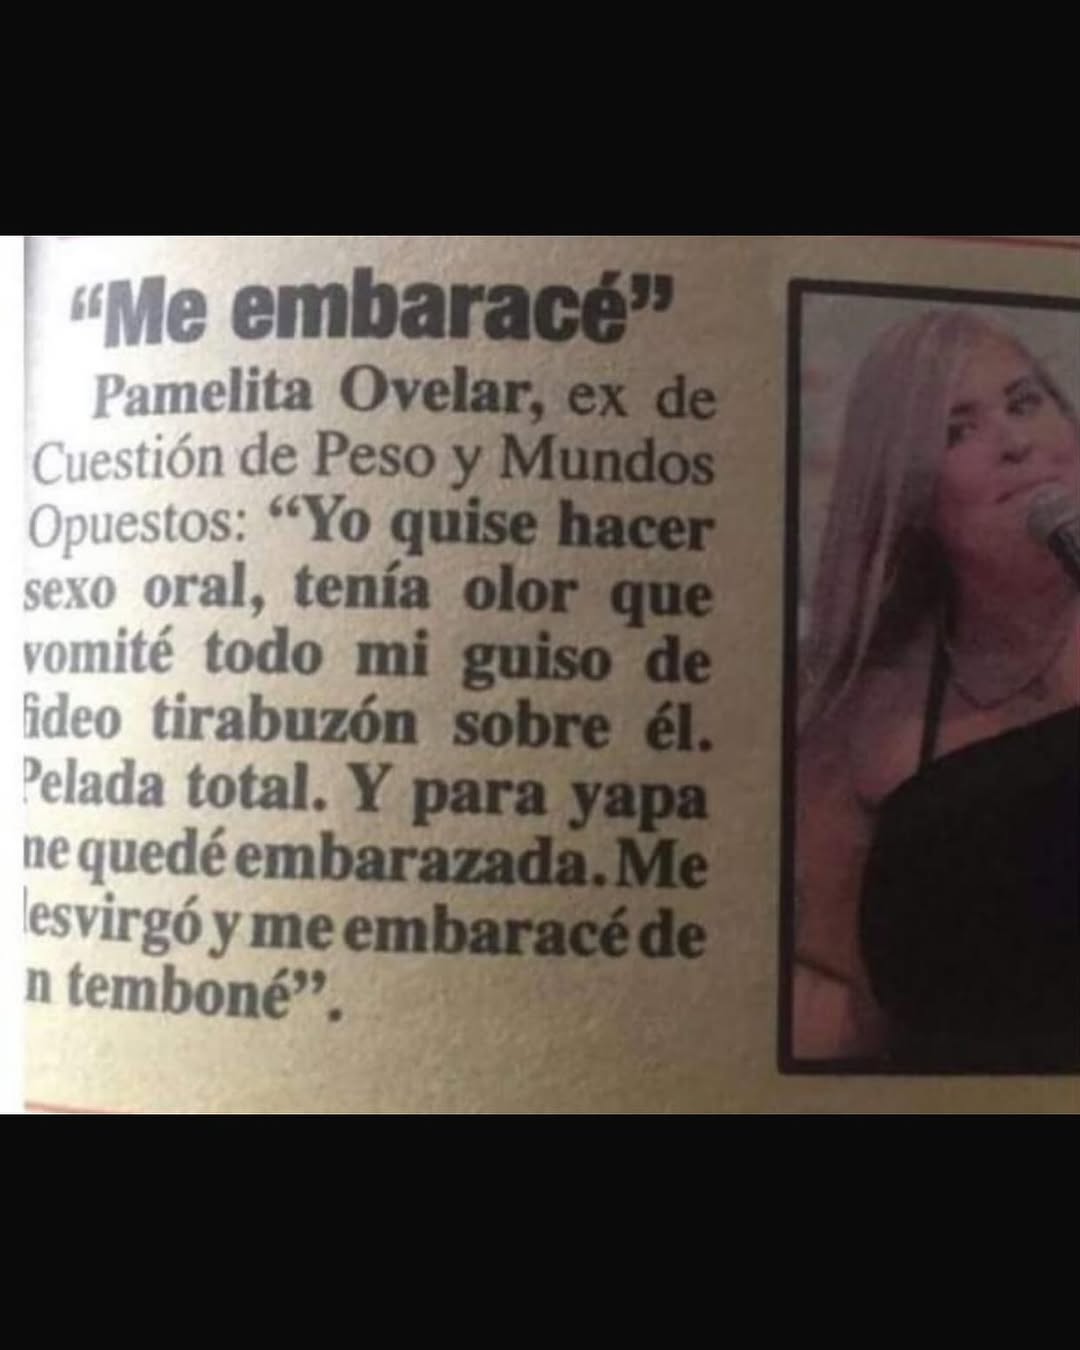 “Me embaracé”
Pamelita Ovelar, ex de
Cuestión de Peso y Mundos
Opuestos: “Yo quise hacer
sexo oral, tenía olor que
vomité todo mi guiso de
fideo tirabuzón sobre él.
Pelada total. Y para yapa
me quedé embarazada. Me
desvirgó y me embaracé de
n temboné”.